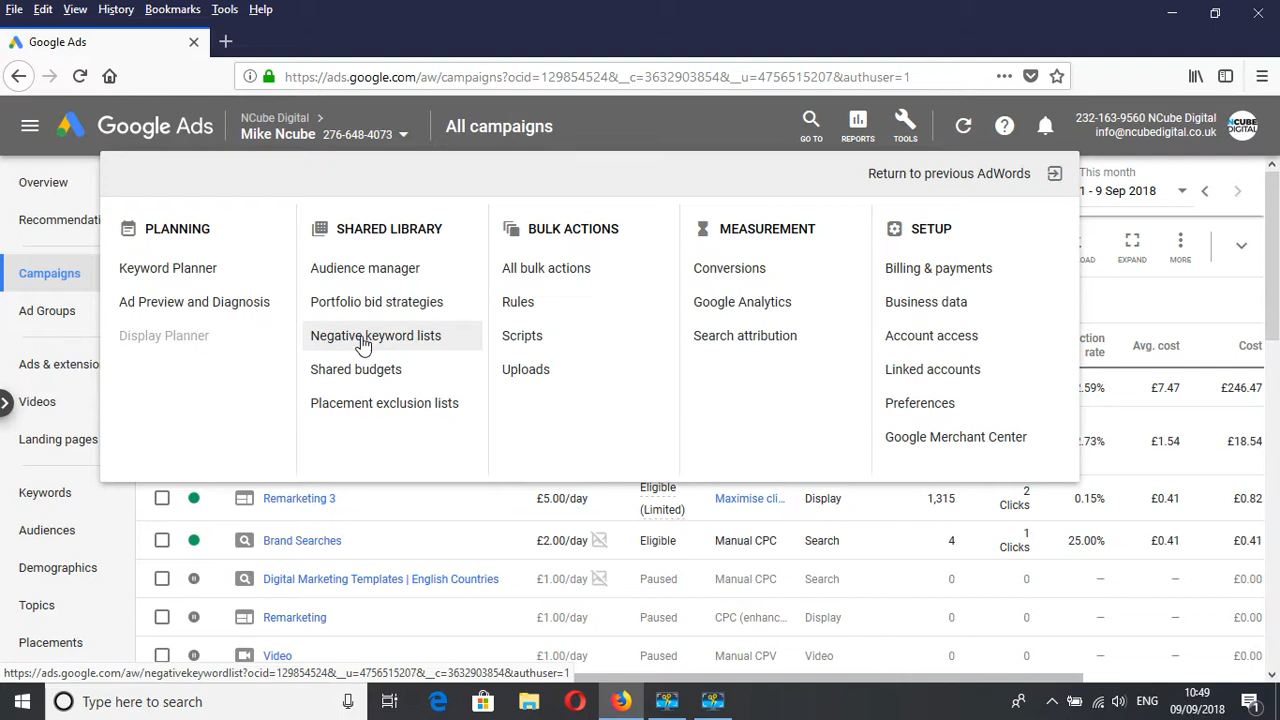 File Edit View History Bookmarks Tools Help
Google Ads
https://ads.google.com/aw/campaigns?ocid=129854524&__c=3632903854&__u=4756515207&authuser=1
Google Ads
NCube Digital
Mike Ncube 276-648-4073
All campaigns
GO TO REPORTS TOOLS
232-163-9560 NCube Digital
info@ncubedigital.co.uk
Return to previous AdWords
This month
1 - 9 Sep 2018
Overview
Recommendati
Campaigns
Ad Groups
Ads & extensio
Videos
Landing pages
Keywords
Audiences
Demographics
Topics
Placements
PLANNING
Keyword Planner
Ad Preview and Diagnosis
Display Planner
SHARED LIBRARY
Audience manager
Portfolio bid strategies
Negative keyword lists
Shared budgets
Placement exclusion lists
BULK ACTIONS
All bulk actions
Rules
Scripts
Uploads
MEASUREMENT
Conversions
Google Analytics
Search attribution
SETUP
Billing & payments
Business data
Account access
Linked accounts
Preferences
Google Merchant Center
OAD EXPAND MORE
ction rate Avg. cost Cost
2.59% £7.47 £246.47
2.73% £1.54 £18.54
Remarketing 3 £5.00/day Eligible (Limited) Maximise cli... Display 1,315 2 Clicks 0.15% £0.41 £0.82
Brand Searches £2.00/day Eligible Manual CPC Search 4 1 Clicks 25.00% £0.41 £0.41
Digital Marketing Templates | English Countries £1.00/day Paused Manual CPC Search 0 0 — — £0.00
Remarketing £1.00/day Paused CPC (enhanc... Display 0 0 — — £0.00
Video £1.00/day Paused Manual CPV Video 0 0 — — £0.00
https://ads.google.com/aw/negativekeywordlist?ocid=129854524&__u=4756515207&__c=3632903854&authuser=1
Type here to search
ENG
10:49
09/09/2018
1